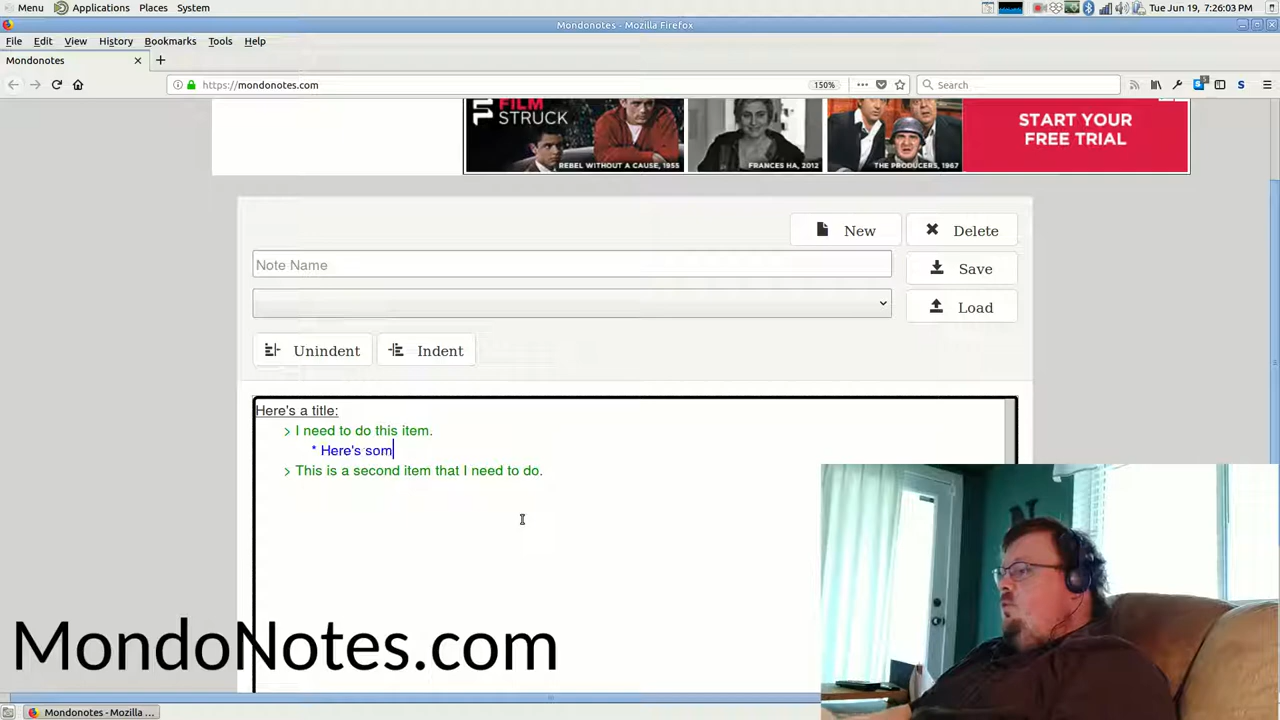 Menu Applications Places System Tue Jun 19, 7:26:03 PM
Mondonotes - Mozilla Firefox
File Edit View History Bookmarks Tools Help
Mondonotes
https://mondonotes.com 150% Search
FILM STRUCK
REBEL WITHOUT A CAUSE, 1955
FRANCES HA, 2012
THE PRODUCERS, 1967
START YOUR
FREE TRIAL
New Delete
Note Name Save
Load
Unindent Indent
Here's a title:
> I need to do this item.
* Here's som
> This is a second item that I need to do.
N
MondoNotes.com
Mondonotes - Mozilla ...